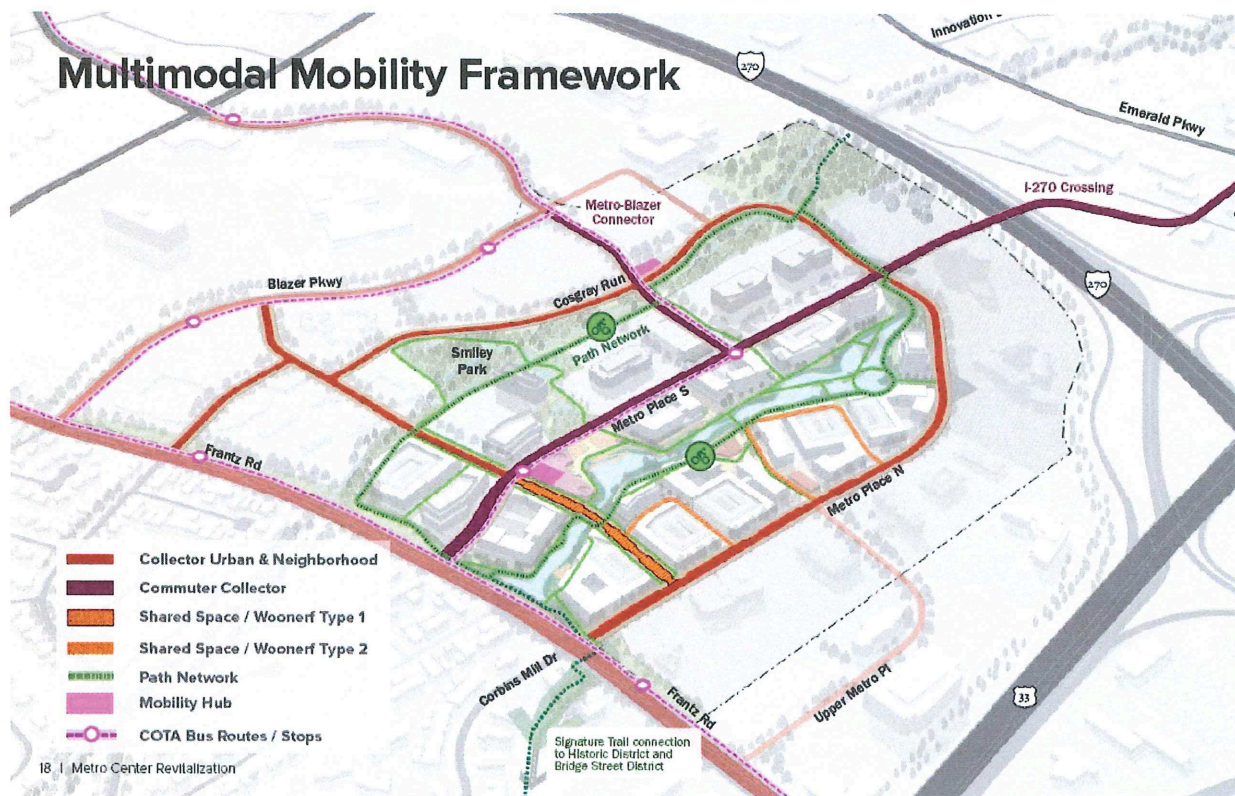 Multimodal Mobility Framework
270
Innovation
Emerald Pkwy
I-270 Crossing
Metro-Blazer
Connector
270
Blazer Pkwy
Cosgray Run
Path Network
Smiley
Park
Metro Place S
Frantz Rd
Metro Place N
Collector Urban & Neighborhood
Commuter Collector
Shared Space / Woonerf Type 1
Shared Space / Woonerf Type 2
Path Network
Mobility Hub
COTA Bus Routes / Stops
Corbins Mill Dr
Frantz Rd
Upper Metro Pl
33
Signature Trail connection
to Historic District and
Bridge Street District
18 | Metro Center Revitalization